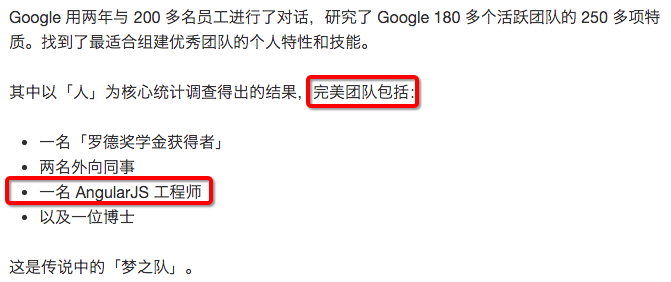 Google 用两年与 200 多名员工进行了对话，研究了 Google 180 多个活跃团队的 250 多项特
质。找到了最适合组建优秀团队的个人特性和技能。
其中以「人」为核心统计调查得出的结果，完美团队包括：
一名「罗德奖学金获得者」
两名外向同事
一名 AngularJS 工程师
以及一位博士
这是传说中的「梦之队」。